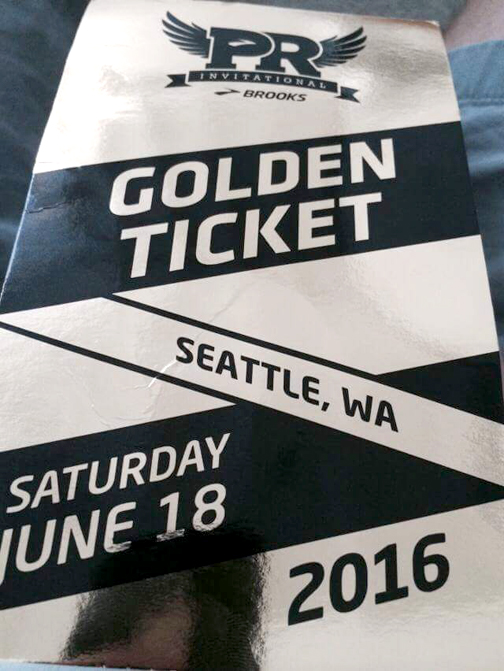 PR
INVITATIONAL
BROOKS
GOLDEN
TICKET
SEATTLE, WA
SATURDAY
JUNE 18
2016